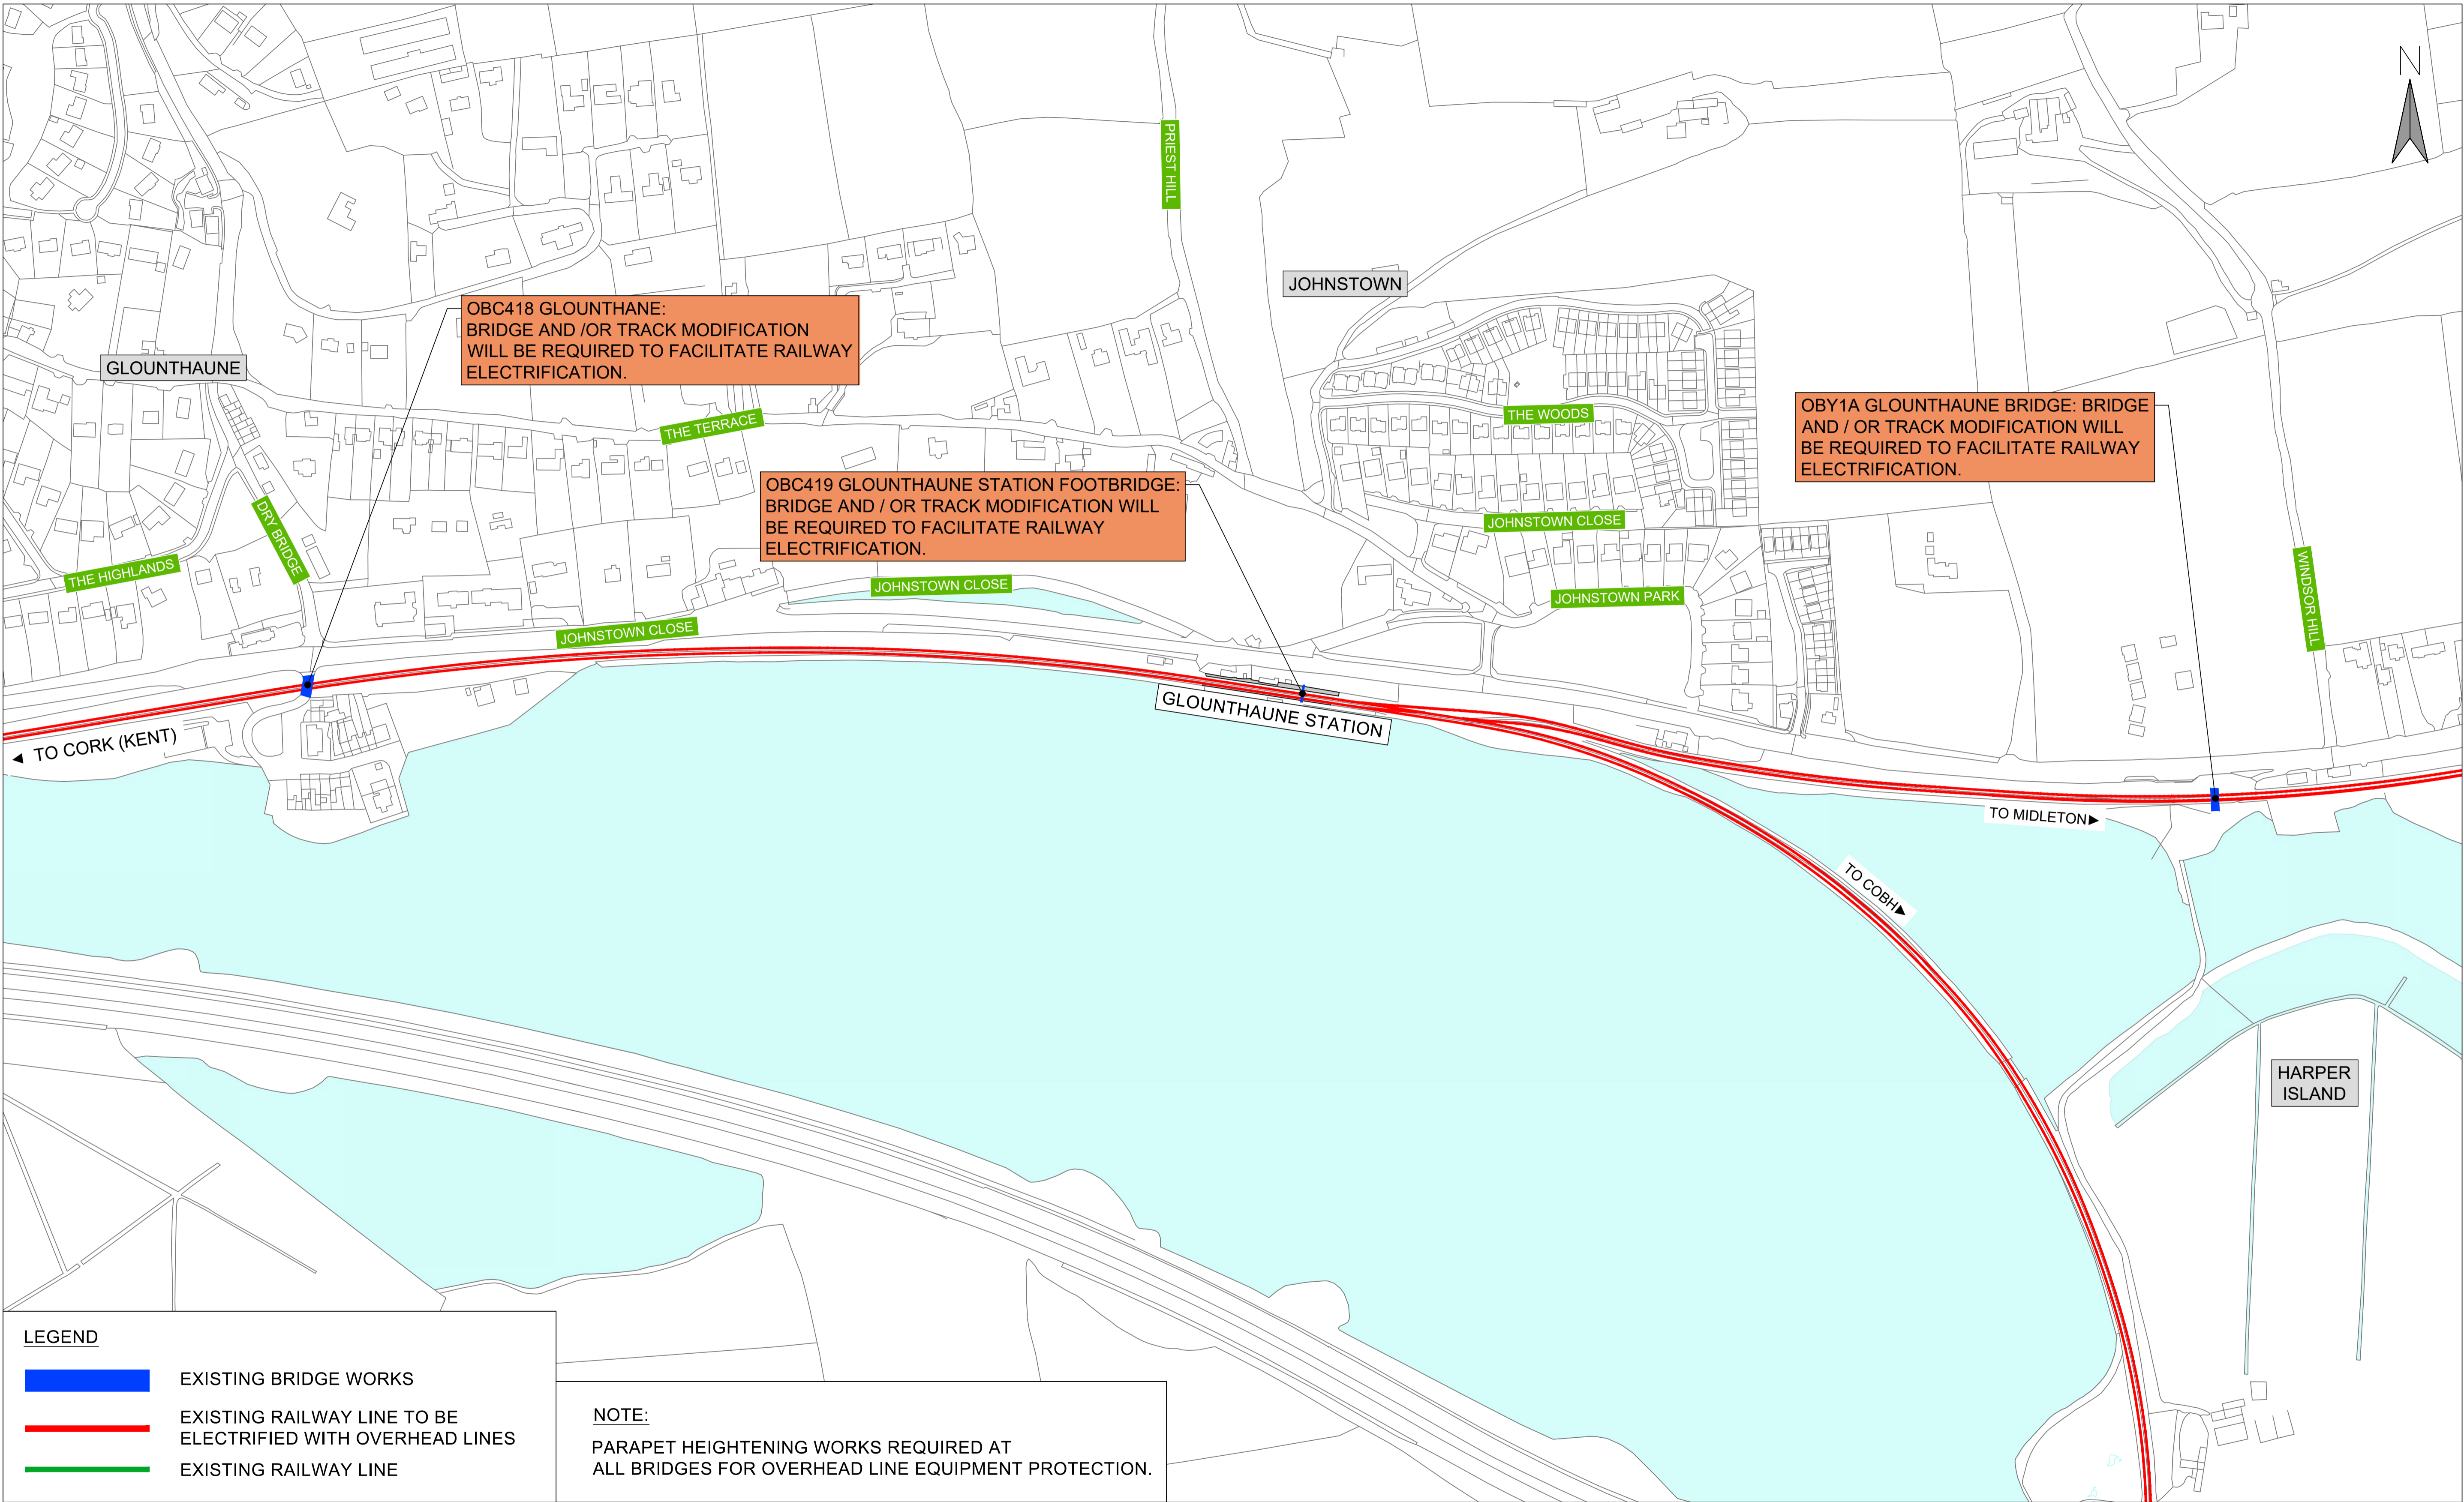 N
PRIEST HILL
JOHNSTOWN
OBC418 GLOUNTHANE:
BRIDGE AND /OR TRACK MODIFICATION
WILL BE REQUIRED TO FACILITATE RAILWAY
ELECTRIFICATION.
GLOUNTHAUNE
THE TERRACE
THE WOODS
OBY1A GLOUNTHAUNE BRIDGE: BRIDGE
AND / OR TRACK MODIFICATION WILL
BE REQUIRED TO FACILITATE RAILWAY
ELECTRIFICATION.
OBC419 GLOUNTHAUNE STATION FOOTBRIDGE:
BRIDGE AND / OR TRACK MODIFICATION WILL
BE REQUIRED TO FACILITATE RAILWAY
ELECTRIFICATION.
DRY BRIDGE
THE HIGHLANDS
JOHNSTOWN CLOSE
JOHNSTOWN CLOSE
JOHNSTOWN PARK
JOHNSTOWN CLOSE
WINDSOR HILL
GLOUNTHAUNE STATION
◄ TO CORK (KENT)
TO MIDLETON►
TO COBH►
HARPER
ISLAND
LEGEND
EXISTING BRIDGE WORKS
EXISTING RAILWAY LINE TO BE
ELECTRIFIED WITH OVERHEAD LINES
EXISTING RAILWAY LINE
NOTE:
PARAPET HEIGHTENING WORKS REQUIRED AT
ALL BRIDGES FOR OVERHEAD LINE EQUIPMENT PROTECTION.